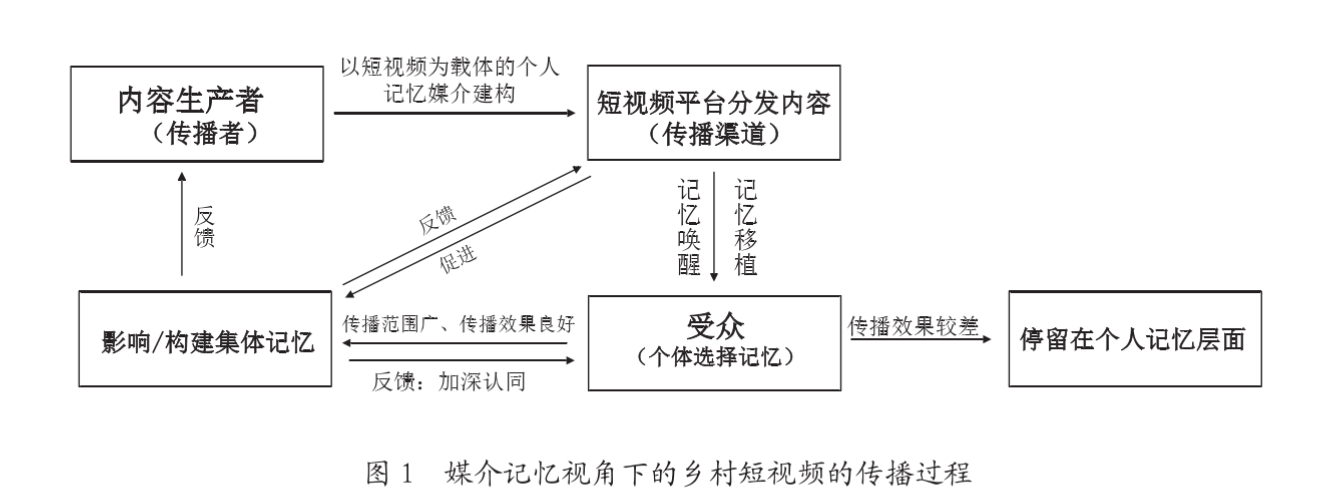 内容生产者
（传播者）
以短视频为载体的个人
记忆媒介建构
短视频平台分发内容
（传播渠道）
反馈
反馈
促进
记忆唤醒
记忆移植
影响/构建集体记忆
传播范围广、传播效果良好
反馈：加深认同
受众
（个体选择记忆）
传播效果较差
停留在个人记忆层面
图 1 媒介记忆视角下的乡村短视频的传播过程